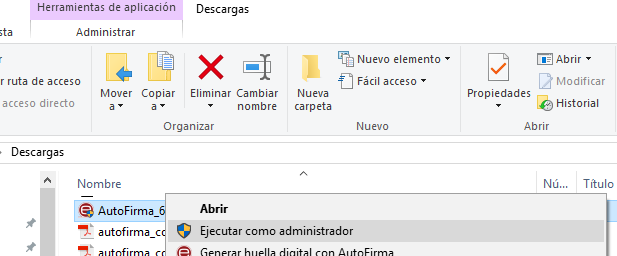 Herramientas de aplicación
Descargas
Administrar
r ruta de acceso
acceso directo
Mover a
Copiar a
Eliminar
Cambiar nombre
Organizar
Nueva carpeta
Nuevo elemento
Fácil acceso
Nuevo
Propiedades
Abrir
Modificar
Historial
Abrir
Descargas
Nombre
Nú...
Título
AutoFirma_6
autofirma_co
autofirma_co
Abrir
Ejecutar como administrador
Generar huella digital con AutoFirma